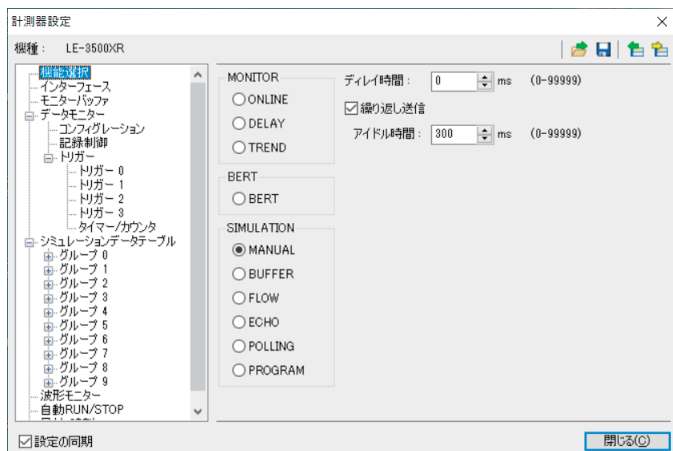 計測器設定
機種： LE-3500XR
機能選択
インターフェース
モニターバッファ
データモニター
コンフィグレーション
記録制御
トリガー
トリガー 0
トリガー 1
トリガー 2
トリガー 3
タイマー/カウンタ
シミュレーションデータテーブル
グループ 0
グループ 1
グループ 2
グループ 3
グループ 4
グループ 5
グループ 6
グループ 7
グループ 8
グループ 9
波形モニター
自動RUN/STOP
MONITOR
ONLINE
DELAY
TREND
BERT
BERT
SIMULATION
MANUAL
BUFFER
FLOW
ECHO
POLLING
PROGRAM
ディレイ時間： 0 ms (0-99999)
繰り返し送信
アイドル時間： 300 ms (0-99999)
設定の同期
閉じる(C)